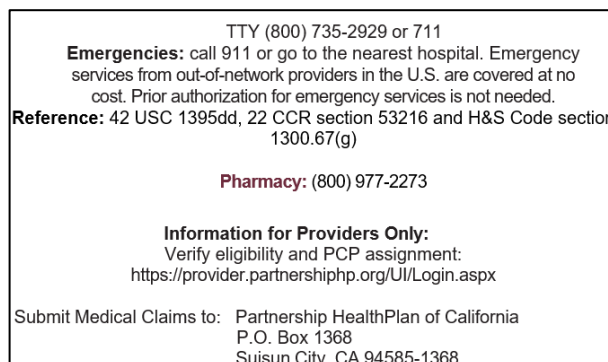 TTY (800) 735-2929 or 711
Emergencies: call 911 or go to the nearest hospital. Emergency
services from out-of-network providers in the U.S. are covered at no
cost. Prior authorization for emergency services is not needed.
Reference: 42 USC 1395dd, 22 CCR section 53216 and H&S Code section
1300.67(g)
Pharmacy: (800) 977-2273
Information for Providers Only:
Verify eligibility and PCP assignment:
https://provider.partnershiphp.org/UI/Login.aspx
Submit Medical Claims to: Partnership HealthPlan of California
P.O. Box 1368
Suisun City, CA 94585-1368